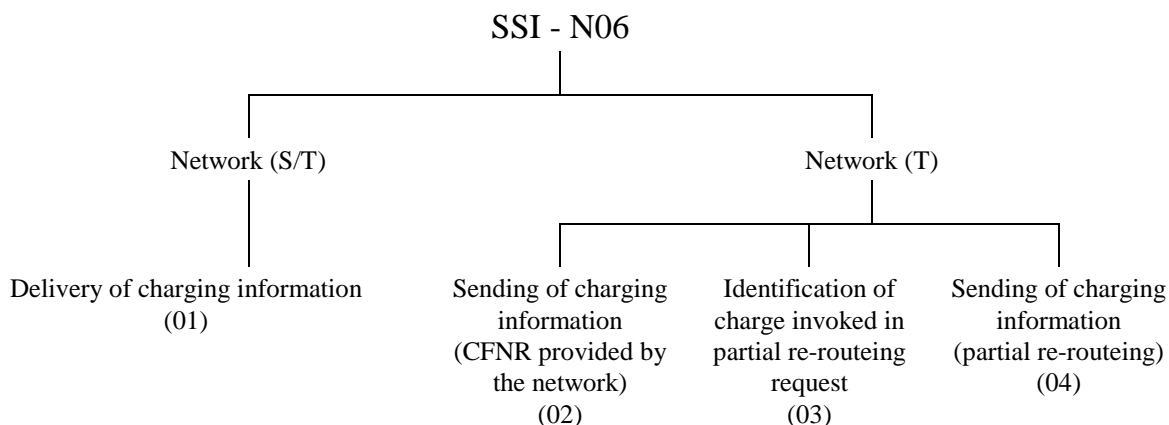 SSI - N06
Network (S/T)
Network (T)
Delivery of charging information
(01)
Sending of charging
information
(CFNR provided by
the network)
(02)
Identification of
charge invoked in
partial re-routeing
request
(03)
Sending of charging
information
(partial re-routeing)
(04)